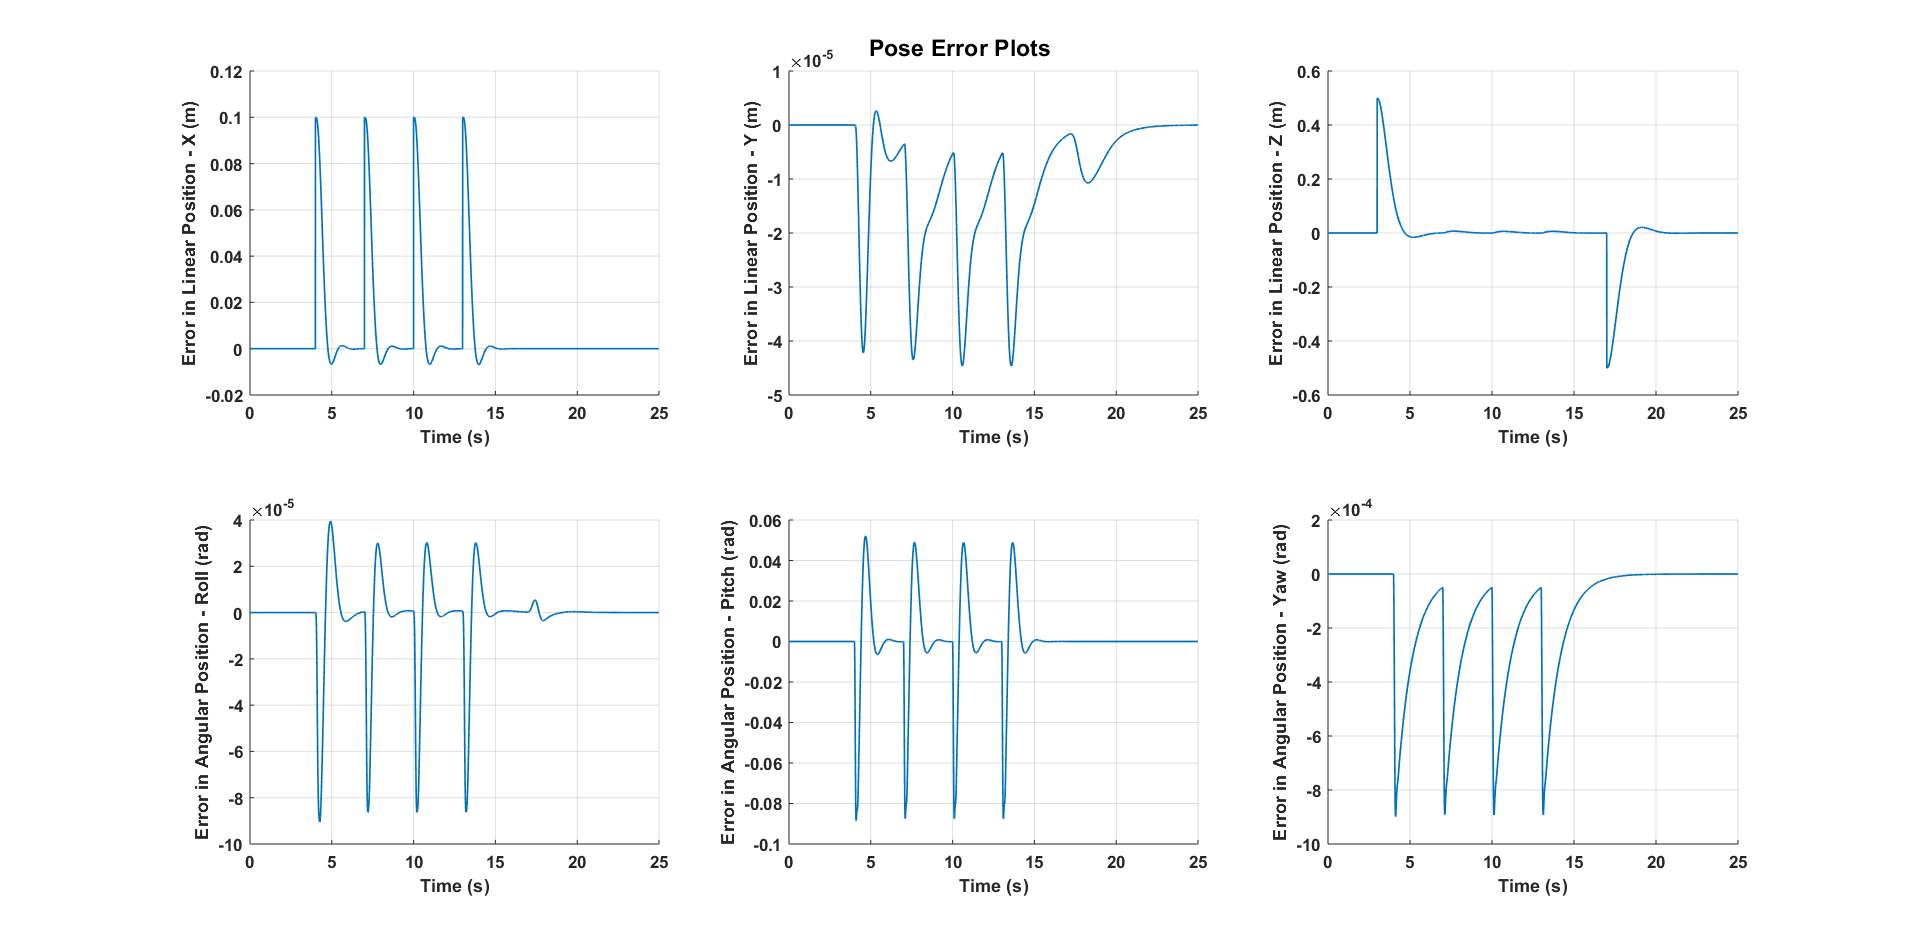 Pose Error Plots
Error in Linear Position - X (m)
0.12
0.1
0.08
0.06
0.04
0.02
0
-0.02
0 5 10 15 20 25
Time (s)
Error in Linear Position - Y (m)
×10-5
1
0
-1
-2
-3
-4
-5
0 5 10 15 20 25
Time (s)
Error in Linear Position - Z (m)
0.6
0.4
0.2
0
-0.2
-0.4
-0.6
0 5 10 15 20 25
Time (s)
Error in Angular Position - Roll (rad)
×10-5
4
2
0
-2
-4
-6
-8
-10
0 5 10 15 20 25
Time (s)
Error in Angular Position - Pitch (rad)
0.06
0.04
0.02
0
-0.02
-0.04
-0.06
-0.08
-0.1
0 5 10 15 20 25
Time (s)
Error in Angular Position - Yaw (rad)
×10-4
2
0
-2
-4
-6
-8
-10
0 5 10 15 20 25
Time (s)